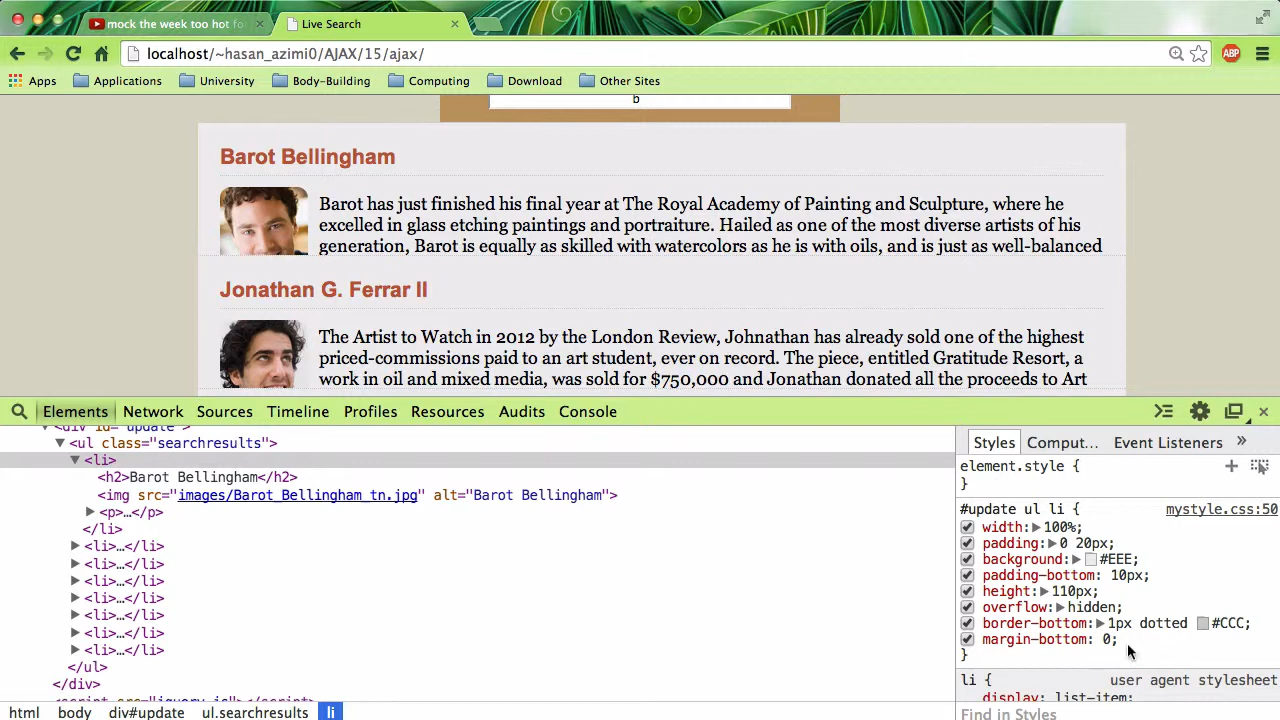 mock the week too hot fo
Live Search
localhost/~hasan_azimi0/AJAX/15/ajax/
ABP
Apps Applications University Body-Building Computing Download Other Sites
b
Barot Bellingham
Barot has just finished his final year at The Royal Academy of Painting and Sculpture, where he
excelled in glass etching paintings and portraiture. Hailed as one of the most diverse artists of his
generation, Barot is equally as skilled with watercolors as he is with oils, and is just as well-balanced
Jonathan G. Ferrar II
The Artist to Watch in 2012 by the London Review, Johnathan has already sold one of the highest
priced-commissions paid to an art student, ever on record. The piece, entitled Gratitude Resort, a
work in oil and mixed media, was sold for $750,000 and Jonathan donated all the proceeds to Art
Elements Network Sources Timeline Profiles Resources Audits Console
<div id="update">
<ul class="searchresults">
<li>
<h2>Barot Bellingham</h2>
<img src="images/Barot_Bellingham_tn.jpg" alt="Barot Bellingham">
<p>…</p>
</li>
<li>…</li>
<li>…</li>
<li>…</li>
<li>…</li>
<li>…</li>
<li>…</li>
<li>…</li>
</ul>
</div>
<script src="jquery.js"></script>
html body div#update ul.searchresults li
Styles Comput… Event Listeners »
element.style {
}
#update ul li { mystyle.css:50
width: 100%;
padding: 0 20px;
background: #EEE;
padding-bottom: 10px;
height: 110px;
overflow: hidden;
border-bottom: 1px dotted #CCC;
margin-bottom: 0;
}
li { user agent stylesheet
display: list-item;
Find in Styles